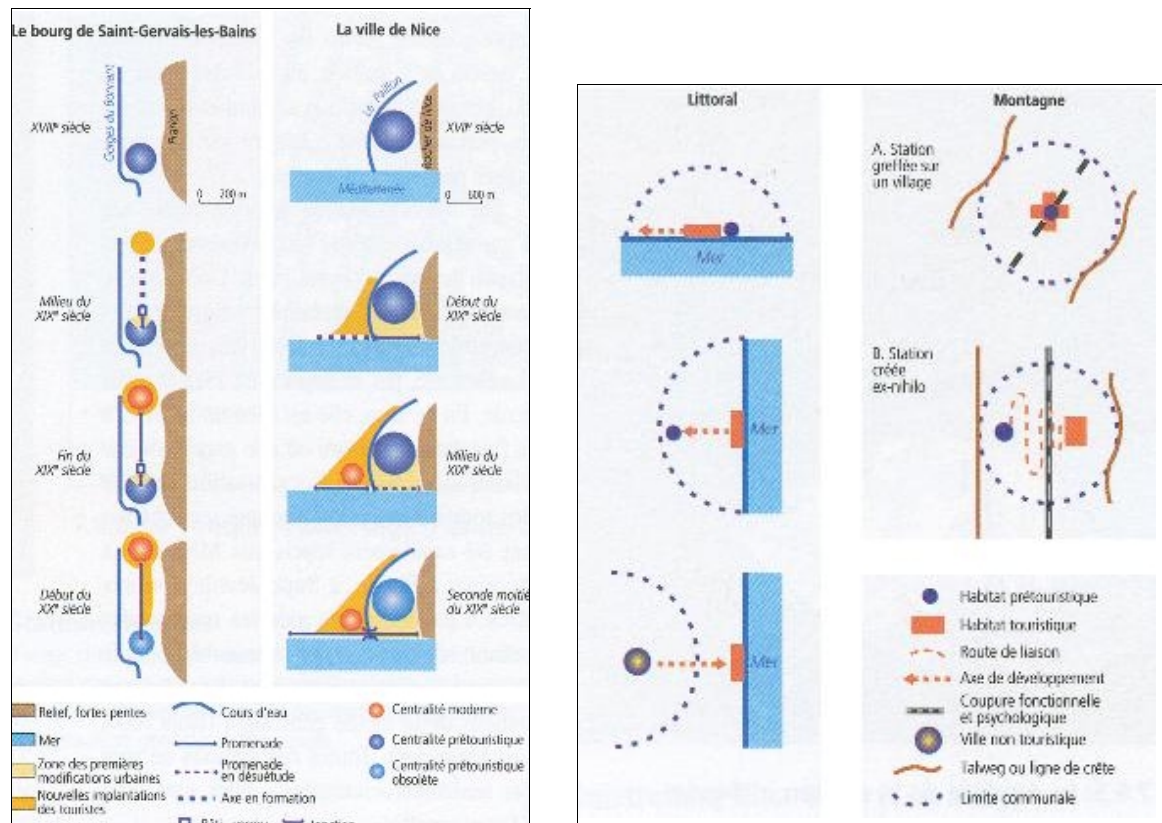 Le bourg de Saint-Gervais-les-Bains
La ville de Nice
XVIIIᵉ siècle
Gorges du Bonnant
0 200 m
Le Paillon
Rocher de Nice
Méditerranée
XVIIIᵉ siècle
0 600 m
Milieu du
XIXᵉ siècle
Début du
XIXᵉ siècle
Fin du
XIXᵉ siècle
Milieu du
XIXᵉ siècle
Début du
XXᵉ siècle
Seconde moitié
du XIXᵉ siècle
Relief, fortes pentes
Mer
Zone des premières
modifications urbaines
Nouvelles implantations
des touristes
Cours d'eau
Promenade
Promenade
en désuétude
Axe en formation
Centralité moderne
Centralité prétouristique
Centralité prétouristique
obsolète
Littoral
Mer
Mer
Mer
Montagne
A. Station
greffée sur
un village
B. Station
créée
ex-nihilo
Habitat prétouristique
Habitat touristique
Route de liaison
Axe de développement
Coupure fonctionnelle
et psychologique
Ville non touristique
Talweg ou ligne de crête
Limite communale